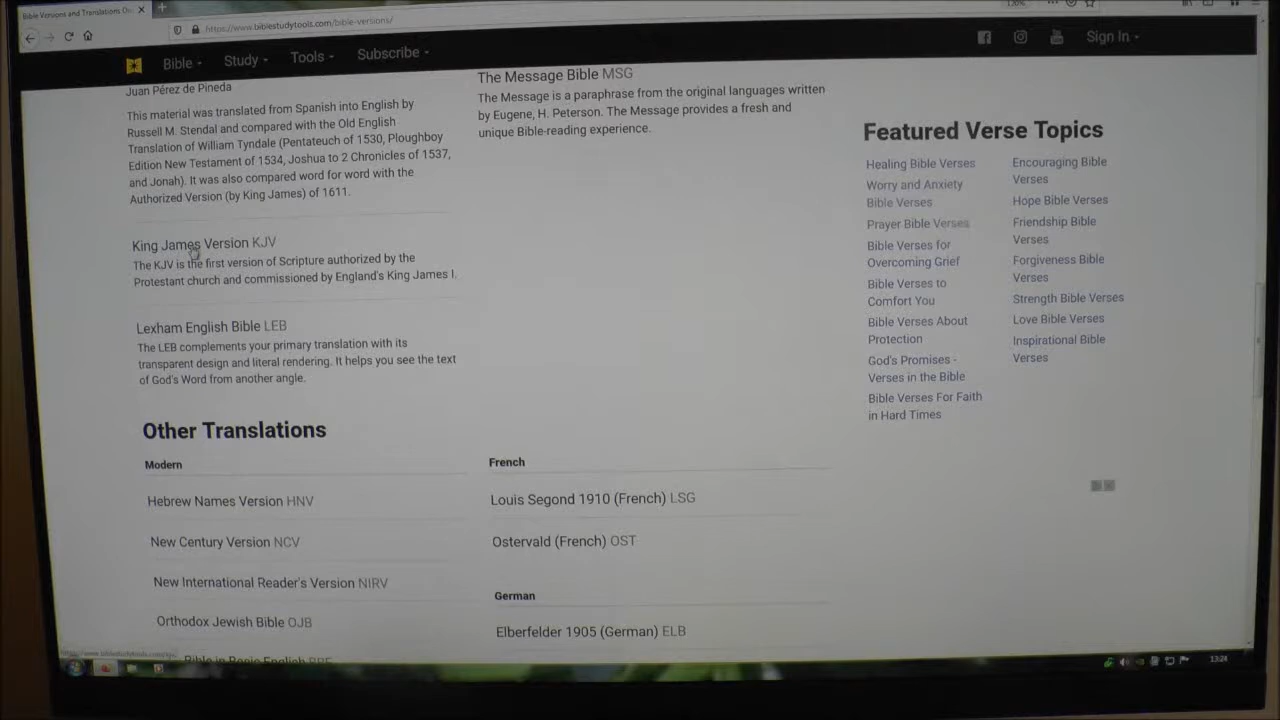 Bible Versions and Translations On
https://www.biblestudytools.com/bible-versions/
120%
Bible
Study
Tools
Subscribe
Sign In
Juan Pérez de Pineda
This material was translated from Spanish into English by
Russell M. Stendal and compared with the Old English
Translation of William Tyndale (Pentateuch of 1530, Ploughboy
Edition New Testament of 1534, Joshua to 2 Chronicles of 1537,
and Jonah). It was also compared word for word with the
Authorized Version (by King James) of 1611.
King James Version KJV
The KJV is the first version of Scripture authorized by the
Protestant church and commissioned by England's King James I.
Lexham English Bible LEB
The LEB complements your primary translation with its
transparent design and literal rendering. It helps you see the text
of God's Word from another angle.
The Message Bible MSG
The Message is a paraphrase from the original languages written
by Eugene, H. Peterson. The Message provides a fresh and
unique Bible-reading experience.
Other Translations
Modern
Hebrew Names Version HNV
New Century Version NCV
New International Reader's Version NIRV
Orthodox Jewish Bible OJB
Bible in Basic English BBE
French
Louis Segond 1910 (French) LSG
Ostervald (French) OST
German
Elberfelder 1905 (German) ELB
Featured Verse Topics
Healing Bible Verses
Worry and Anxiety
Bible Verses
Prayer Bible Verses
Bible Verses for
Overcoming Grief
Bible Verses to
Comfort You
Bible Verses About
Protection
God's Promises -
Verses in the Bible
Bible Verses For Faith
in Hard Times
Encouraging Bible
Verses
Hope Bible Verses
Friendship Bible
Verses
Forgiveness Bible
Verses
Strength Bible Verses
Love Bible Verses
Inspirational Bible
Verses
13:24